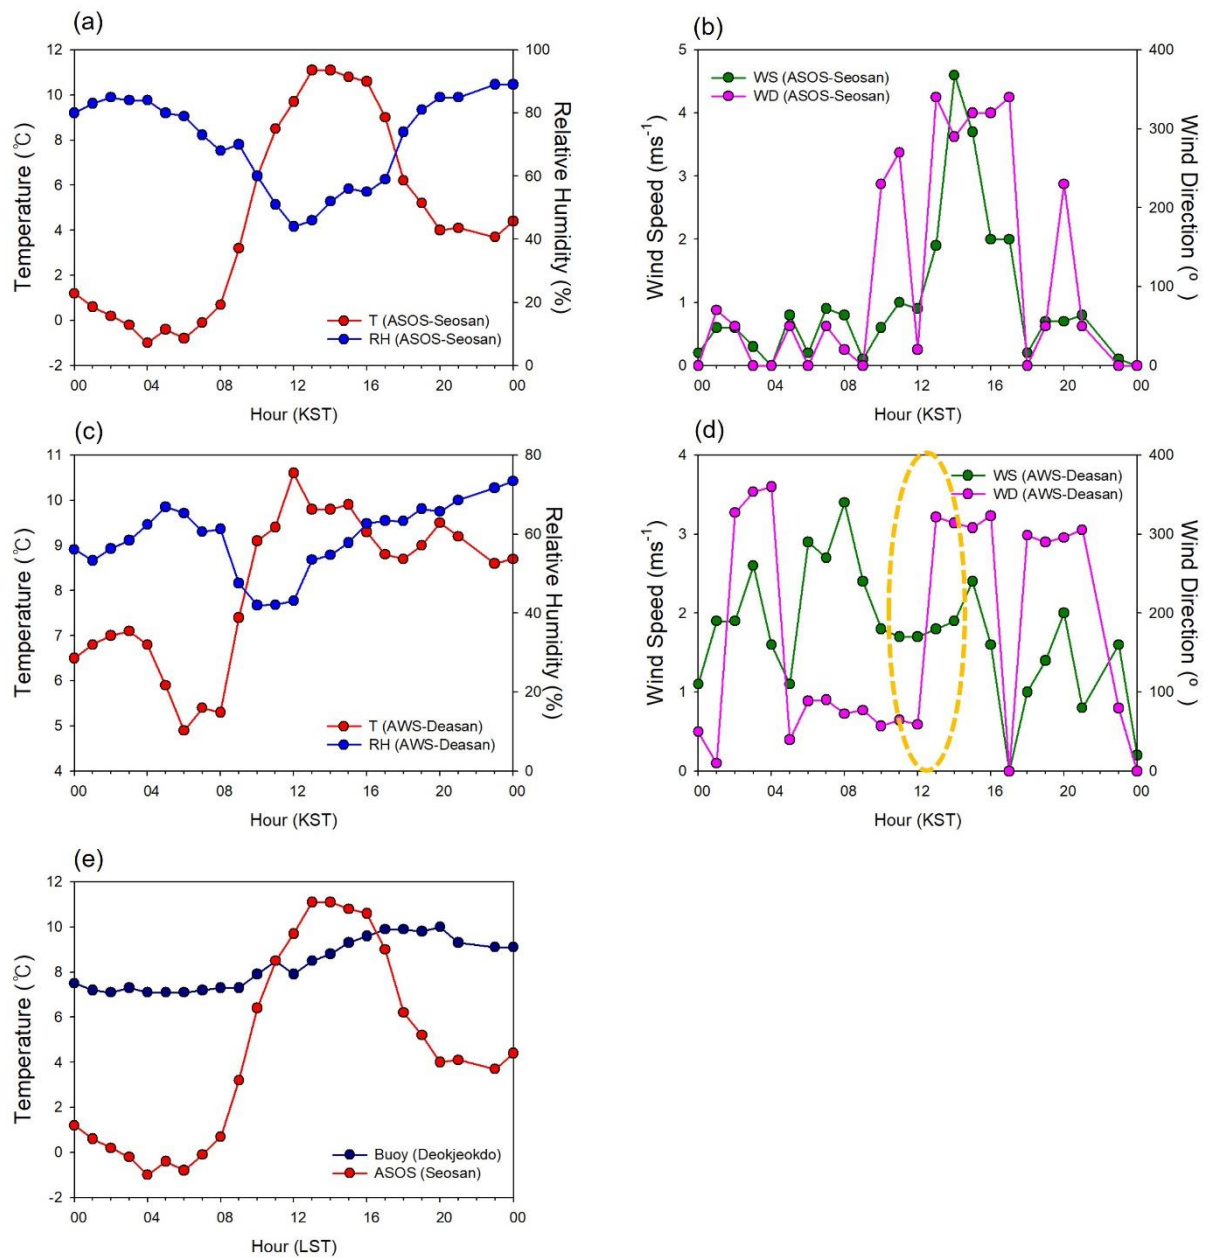 (a)
12
10
8
6
4
2
0
-2
Temperature (℃)
100
80
60
40
20
0
Relative Humidity (%)
T (ASOS-Seosan)
RH (ASOS-Seosan)
00 04 08 12 16 20 00
Hour (KST)
(b)
5
4
3
2
1
0
Wind Speed (ms⁻¹)
400
300
200
100
0
Wind Direction (º)
WS (ASOS-Seosan)
WD (ASOS-Seosan)
00 04 08 12 16 20 00
Hour (KST)
(c)
11
10
9
8
7
6
5
4
Temperature (℃)
80
60
40
20
0
Relative Humidity (%)
T (AWS-Deasan)
RH (AWS-Deasan)
00 04 08 12 16 20 00
Hour (KST)
(d)
4
3
2
1
0
Wind Speed (ms⁻¹)
400
300
200
100
0
Wind Direction (º)
WS (AWS-Deasan)
WD (AWS-Deasan)
00 04 08 12 16 20 00
Hour (KST)
(e)
12
10
8
6
4
2
0
-2
Temperature (℃)
Buoy (Deokjeokdo)
ASOS (Seosan)
00 04 08 12 16 20 00
Hour (LST)